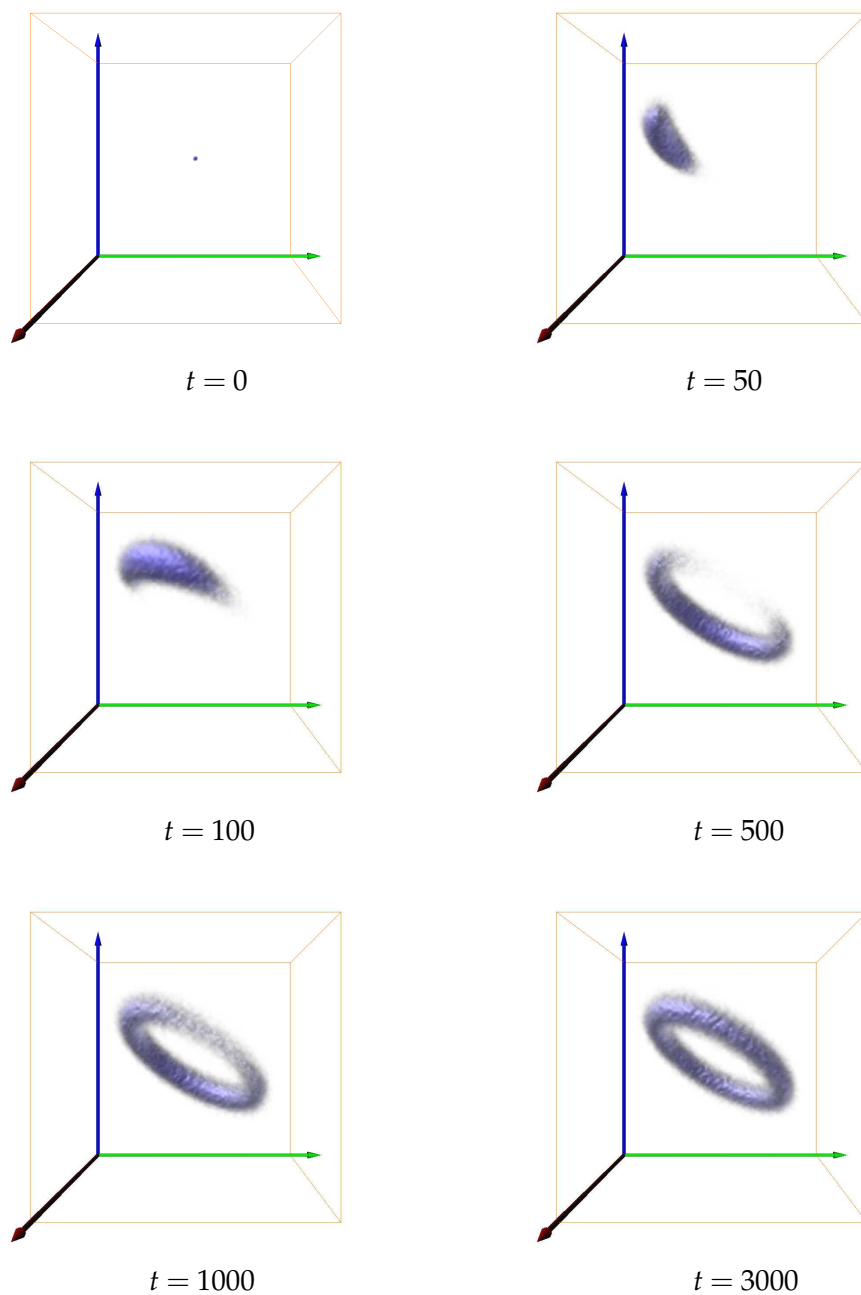 t = 0
t = 50
t = 100
t = 500
t = 1000
t = 3000